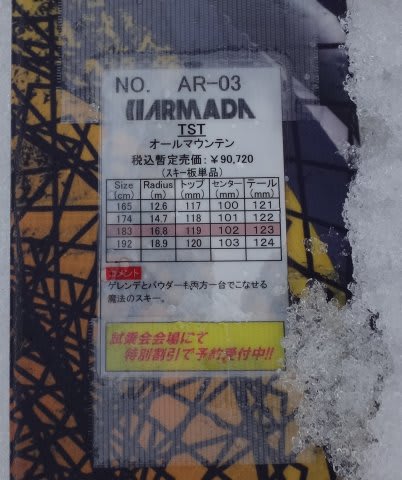 NO. AR-03
ARMADA
TST
オールマウンテン
税込暫定売価：￥90,720
（スキー板単品）
Size (cm) Radius (m) トップ (mm) センター (mm) テール (mm)
165 12.6 117 100 121
174 14.7 118 101 122
183 16.8 119 102 123
192 18.9 120 103 124
コメント
ゲレンデとパウダーも両方一台でこなせる
魔法のスキー。
試乗会会場にて
特別割引で予約受付中!!